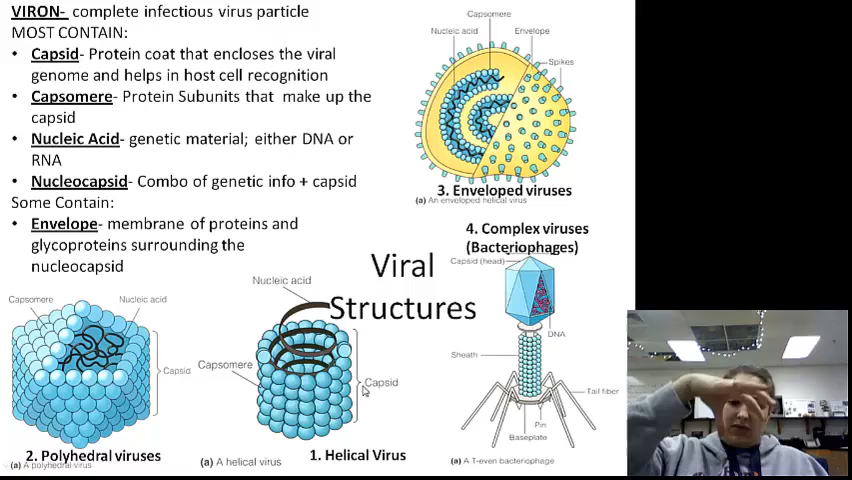 VIRON- complete infectious virus particle
MOST CONTAIN:
• Capsid- Protein coat that encloses the viral
genome and helps in host cell recognition
• Capsomere- Protein Subunits that make up the
capsid
• Nucleic Acid- genetic material; either DNA or
RNA
• Nucleocapsid- Combo of genetic info + capsid
Some Contain:
• Envelope- membrane of proteins and
glycoproteins surrounding the
nucleocapsid
Capsomere
Nucleic acid
Envelope
Spikes
3. Enveloped viruses
(a) An enveloped helical virus
4. Complex viruses
(Bacteriophages)
Capsid (head)
DNA
Sheath
Tail fiber
Pin
Baseplate
(a) A T-even bacteriophage
Viral
Structures
Capsomere
Nucleic acid
Capsid
2. Polyhedral viruses
(a) A polyhedral virus
Nucleic acid
Capsomere
Capsid
(a) A helical virus
1. Helical Virus